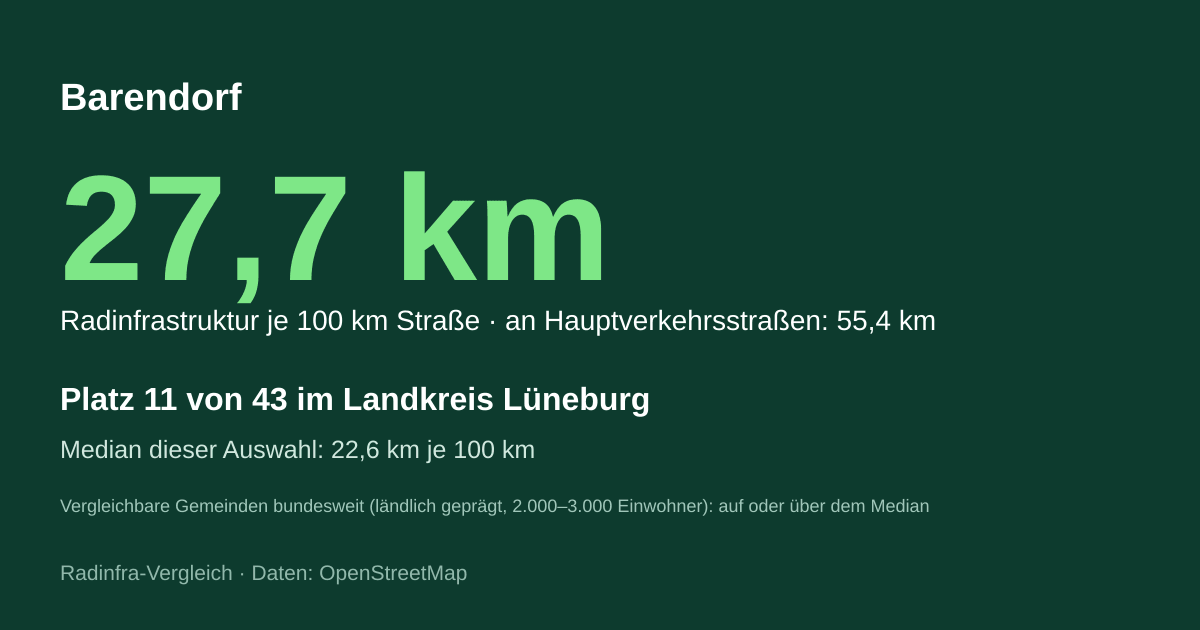 Barendorf
27,7 km
Radinfrastruktur je 100 km Straße · an Hauptverkehrsstraßen: 55,4 km
Platz 11 von 43 im Landkreis Lüneburg
Median dieser Auswahl: 22,6 km je 100 km
Vergleichbare Gemeinden bundesweit (ländlich geprägt, 2.000–3.000 Einwohner): auf oder über dem Median
Radinfra-Vergleich · Daten: OpenStreetMap